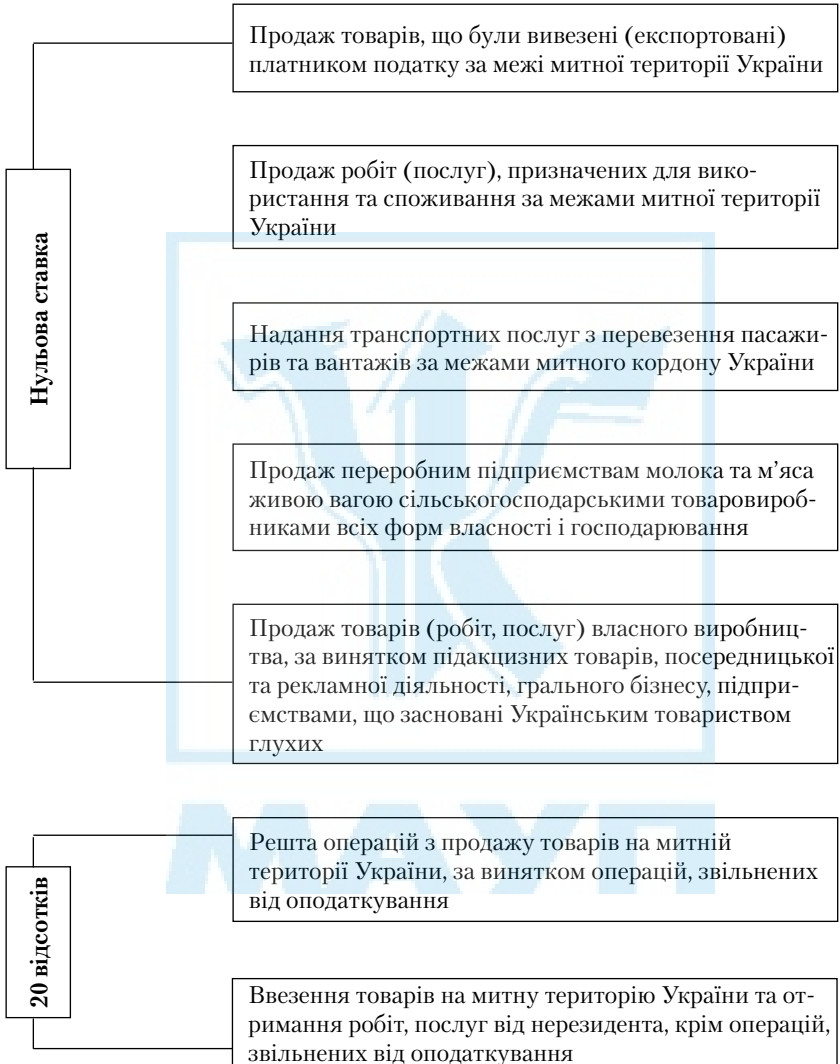 Продаж товарів, що були вивезені (експортовані)
платником податку за межі митної території України
Нульова ставка
Продаж робіт (послуг), призначених для вико-
ристання та споживання за межами митної території
України
Надання транспортних послуг з перевезення пасажи-
рів та вантажів за межами митного кордону України
Продаж переробним підприємствам молока та м’яса
живою вагою сільськогосподарськими товаровироб-
никами всіх форм власності і господарювання
Продаж товарів (робіт, послуг) власного виробниц-
тва, за винятком підакцизних товарів, посередницької
та рекламної діяльності, грального бізнесу, підпри-
ємствами, що засновані Українським товариством
глухих
МАУП
20 відсотків
Решта операцій з продажу товарів на митній
території України, за винятком операцій, звільнених
від оподаткування
Ввезення товарів на митну територію України та от-
римання робіт, послуг від нерезидента, крім операцій,
звільнених від оподаткування